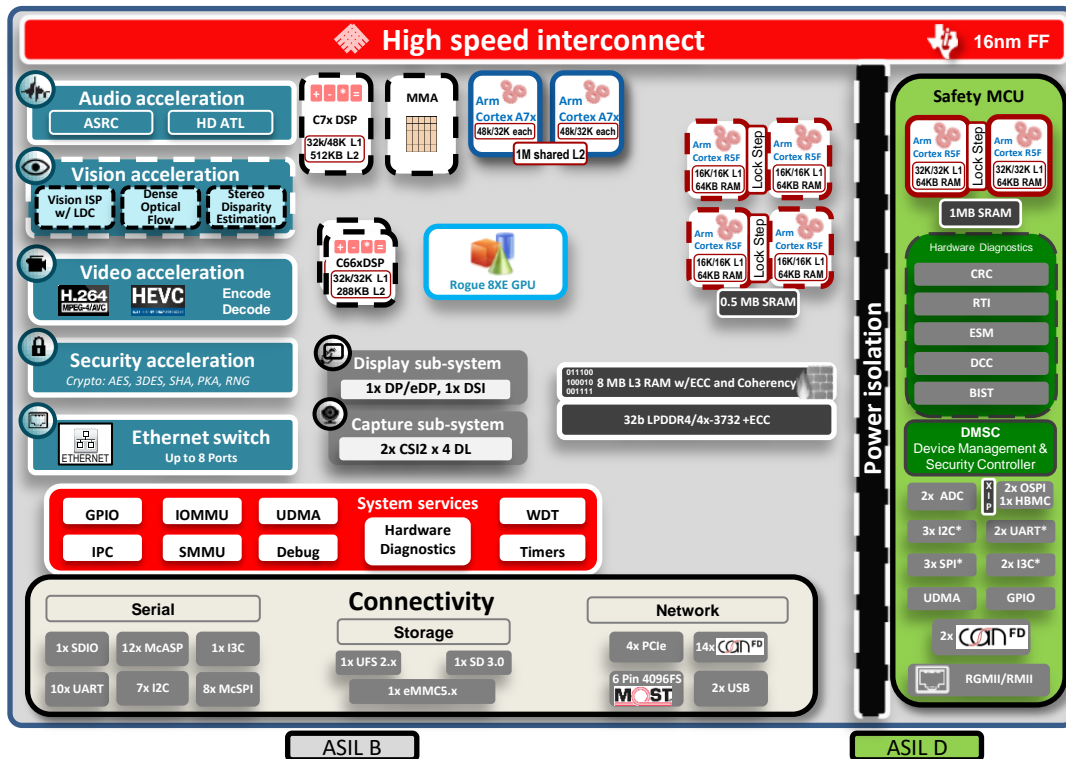 High speed interconnect
16nm FF
Audio acceleration
ASRC
HD ATL
Vision acceleration
Vision ISP
w/ LDC
Dense
Optical
Flow
Stereo
Disparity
Estimation
Video acceleration
H.264
MPEG-4/AVC
HEVC
Encode
Decode
Security acceleration
Crypto: AES, 3DES, SHA, PKA, RNG
Ethernet switch
Up to 8 Ports
ETHERNET
C7x DSP
32k/48K L1
512KB L2
MMA
Arm
Cortex A7x
48k/32K each
Arm
Cortex A7x
48k/32K each
1M shared L2
C66xDSP
32k/32K L1
288KB L2
Rogue 8XE GPU
Arm
Cortex R5F
16K/16K L1
64KB RAM
Lock Step
Arm
Cortex R5F
16K/16K L1
64KB RAM
Arm
Cortex R5F
16K/16K L1
64KB RAM
Lock Step
Arm
Cortex R5F
16K/16K L1
64KB RAM
0.5 MB SRAM
Display sub-system
1x DP/eDP, 1x DSI
Capture sub-system
2x CSI2 x 4 DL
011100
100010
001111
8 MB L3 RAM w/ECC and Coherency
32b LPDDR4/4x-3732 +ECC
System services
GPIO
IOMMU
UDMA
WDT
IPC
SMMU
Debug
Hardware
Diagnostics
Timers
Connectivity
Serial
1x SDIO
12x McASP
1x I3C
10x UART
7x I2C
8x McSPI
Storage
1x UFS 2.x
1x SD 3.0
1x eMMC5.x
Network
4x PCIe
14x CAN FD
6 Pin 4096FS
MOST
2x USB
Power isolation
Safety MCU
Arm
Cortex R5F
32K/32K L1
64KB RAM
Lock Step
Arm
Cortex R5F
32K/32K L1
64KB RAM
1MB SRAM
Hardware Diagnostics
CRC
RTI
ESM
DCC
BIST
DMSC
Device Management &
Security Controller
2x ADC
XIP
2x OSPI
1x HBMC
3x I2C*
2x UART*
3x SPI*
2x I3C*
UDMA
GPIO
2x CAN FD
RGMII/RMII
ASIL B
ASIL D